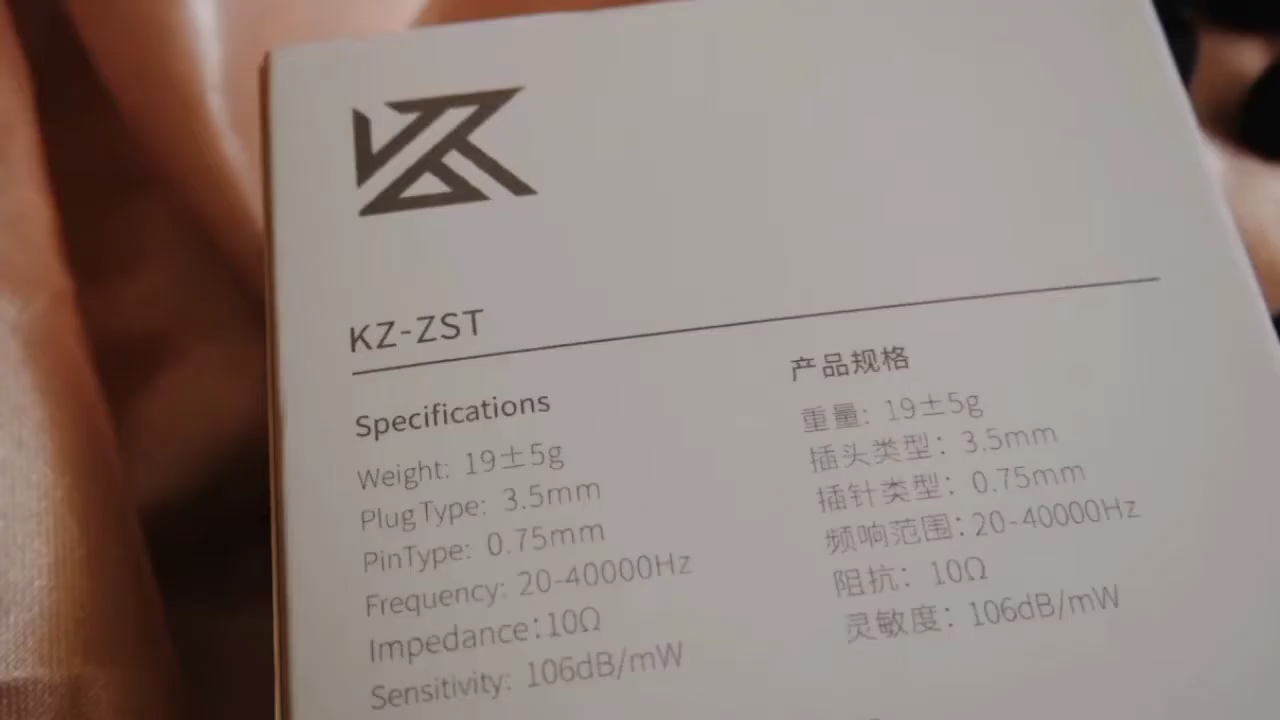 KZ
KZ-ZST
Specifications
Weight: 19±5g
Plug Type: 3.5mm
PinType: 0.75mm
Frequency: 20-40000Hz
Impedance:10Ω
Sensitivity: 106dB/mW
产品规格
重量: 19±5g
插头类型: 3.5mm
插针类型: 0.75mm
频响范围: 20-40000Hz
阻抗: 10Ω
灵敏度: 106dB/mW